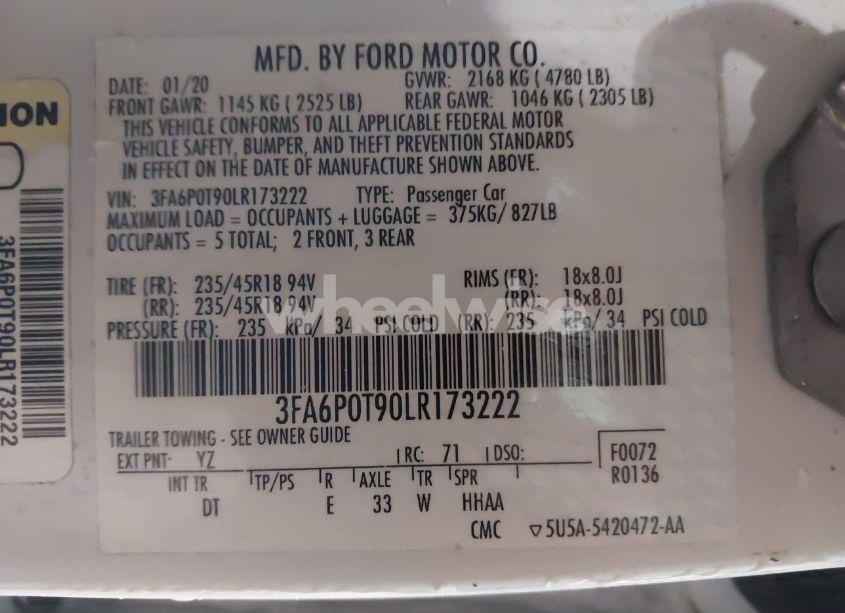 MFD. BY FORD MOTOR CO.
DATE: 01/20 GVWR: 2168 KG ( 4780 LB)
FRONT GAWR: 1145 KG ( 2525 LB) REAR GAWR: 1046 KG ( 2305 LB)
THIS VEHICLE CONFORMS TO ALL APPLICABLE FEDERAL MOTOR
VEHICLE SAFETY, BUMPER, AND THEFT PREVENTION STANDARDS
IN EFFECT ON THE DATE OF MANUFACTURE SHOWN ABOVE.
VIN: 3FA6P0T90LR173222 TYPE: Passenger Car
MAXIMUM LOAD = OCCUPANTS + LUGGAGE = 375KG/ 827LB
OCCUPANTS = 5 TOTAL; 2 FRONT, 3 REAR
TIRE (FR): 235/45R18 94V RIMS (FR): 18x8.0J
(RR): 235/45R18 94V (RR): 18x8.0J
PRESSURE (FR): 235 kPa/ 34 PSI COLD (RR): 235 kPa/ 34 PSI COLD
3FA6P0T90LR173222
TRAILER TOWING - SEE OWNER GUIDE
EXT PNT: YZ RC: 71 DSO: F0072
INT TR TP/PS R AXLE TR SPR R0136
DT E 33 W HHAA
CMC ▽5U5A-5420472-AA
3FA6P0T90LR173222
wheelwise